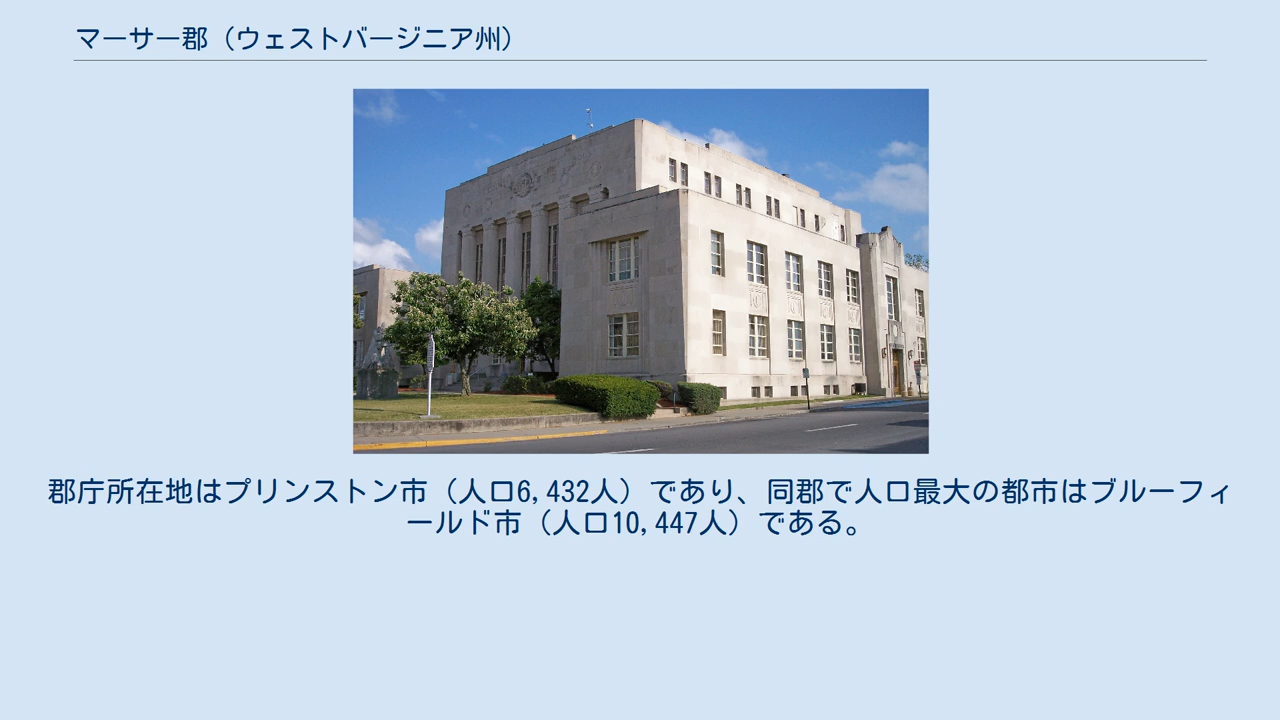 マーサー郡（ウェストバージニア州）
郡庁所在地はプリンストン市（人口6,432人）であり、同郡で人口最大の都市はブルーフィ
ールド市（人口10,447人）である。